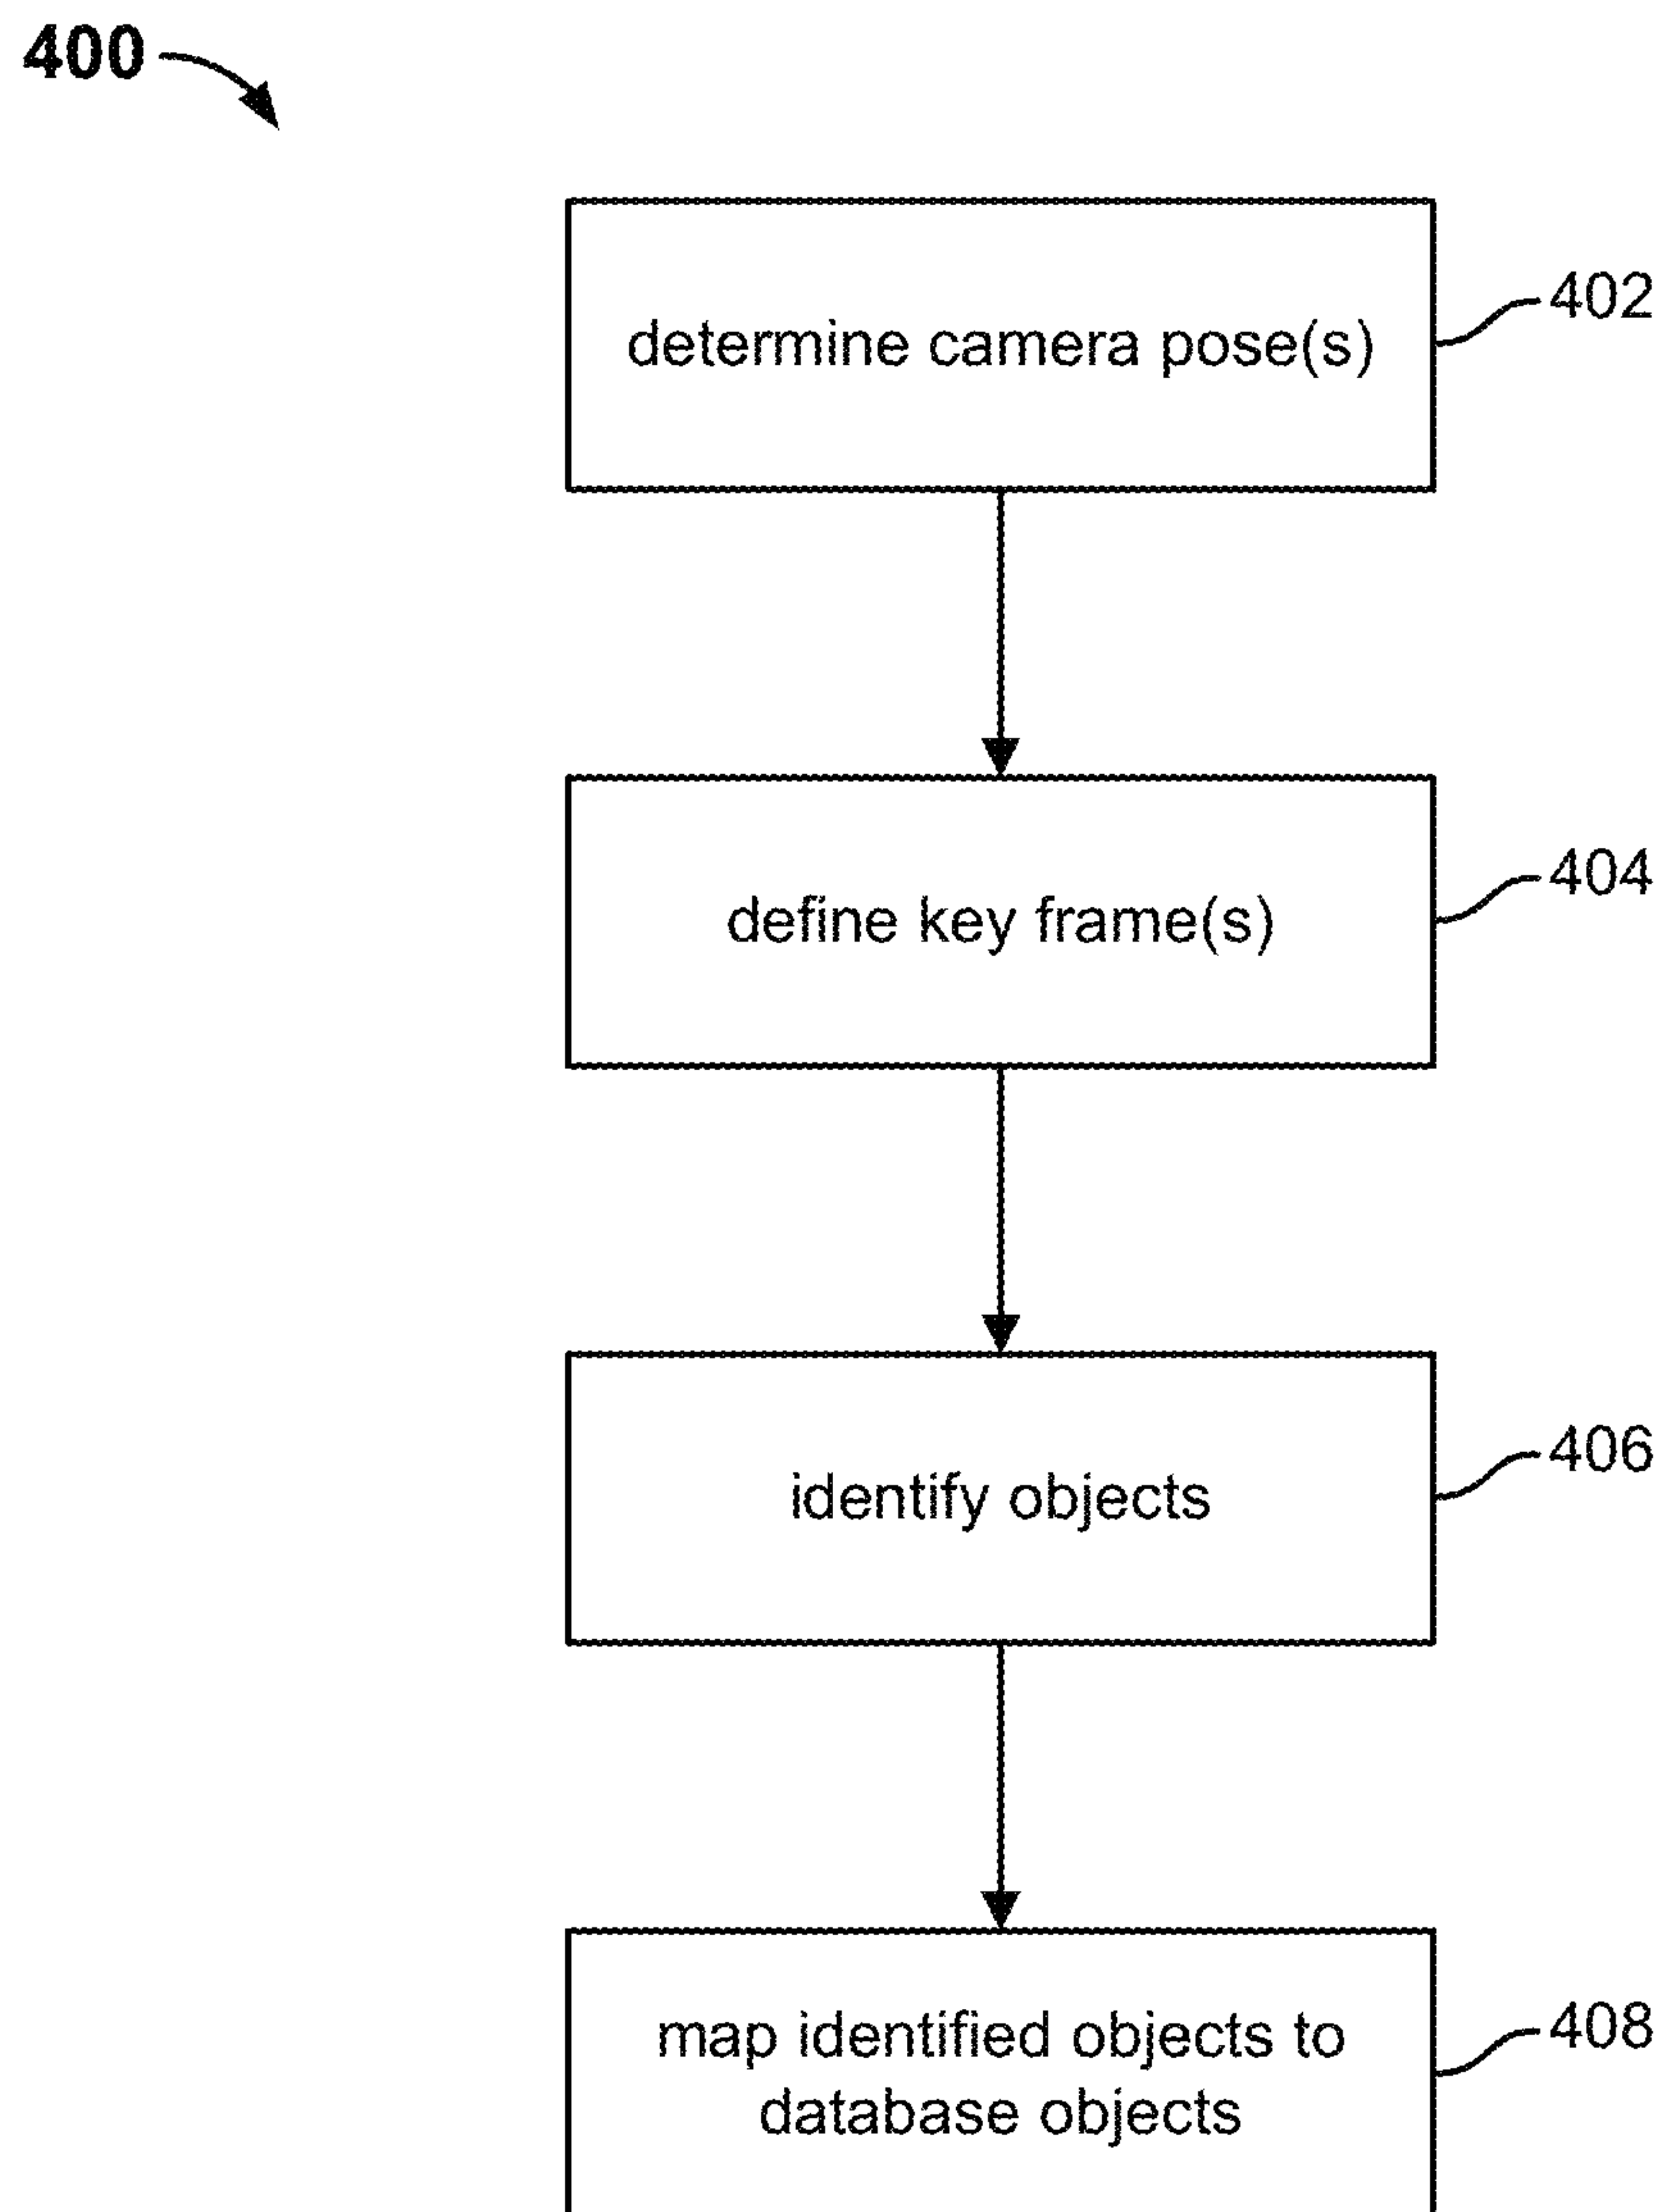 400
determine camera pose(s)
402
define key frame(s)
404
identify objects
406
map identified objects to
database objects
408